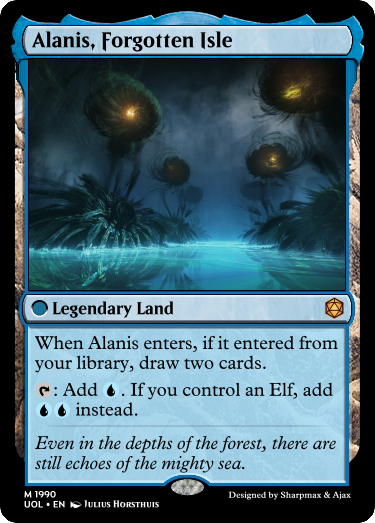 Alanis, Forgotten Isle
Legendary Land
When Alanis enters, if it entered from
your library, draw two cards.
: Add . If you control an Elf, add
instead.
Even in the depths of the forest, there are
still echoes of the mighty sea.
M 1990
UOL • EN Julius Horsthuis
Designed by Sharpmax & Ajax